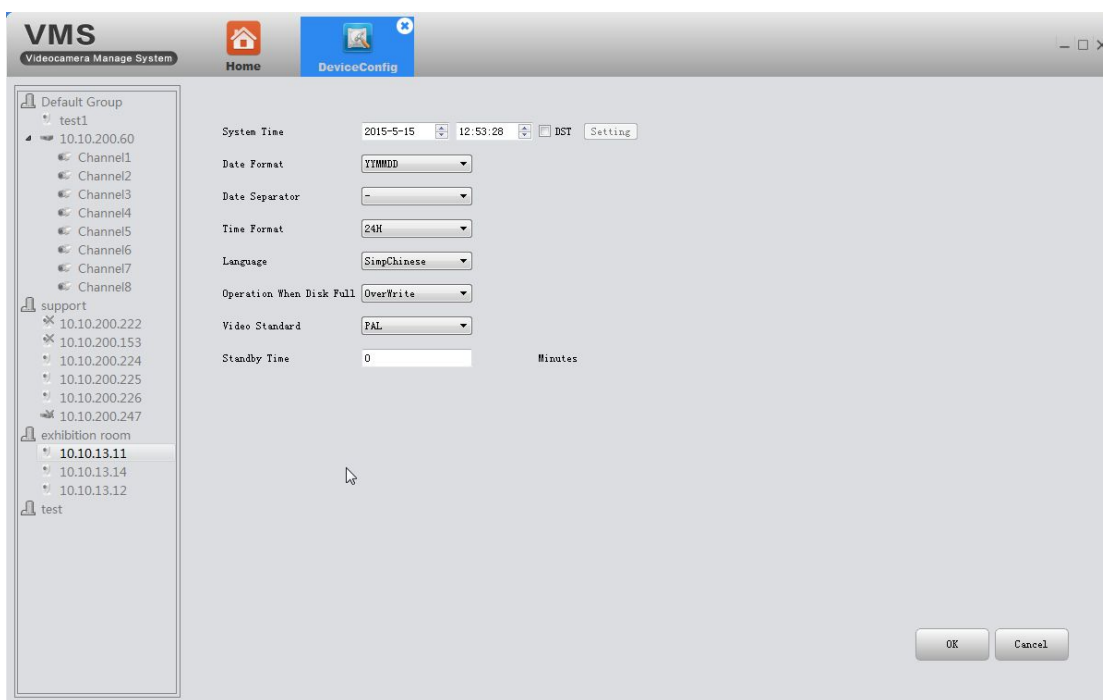 VMS
Videocamera Manage System
Home
DeviceConfig
Default Group
test1
10.10.200.60
Channel1
Channel2
Channel3
Channel4
Channel5
Channel6
Channel7
Channel8
support
10.10.200.222
10.10.200.153
10.10.200.224
10.10.200.225
10.10.200.226
10.10.200.247
exhibition room
10.10.13.11
10.10.13.14
10.10.13.12
test
System Time 2015-5-15 12:53:28 DST Setting
Date Format YYMMDD
Date Separator -
Time Format 24H
Language SimpChinese
Operation When Disk Full OverWrite
Video Standard PAL
Standby Time 0 Minutes
OK Cancel